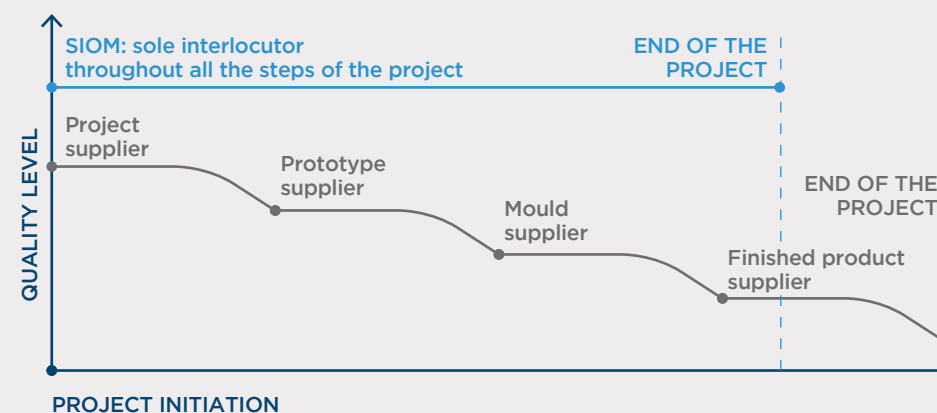 SIOM: sole interlocutor
throughout all the steps of the project
END OF THE
PROJECT
Project
supplier
Prototype
supplier
Mould
supplier
END OF THE
PROJECT
Finished product
supplier
QUALITY LEVEL
PROJECT INITIATION